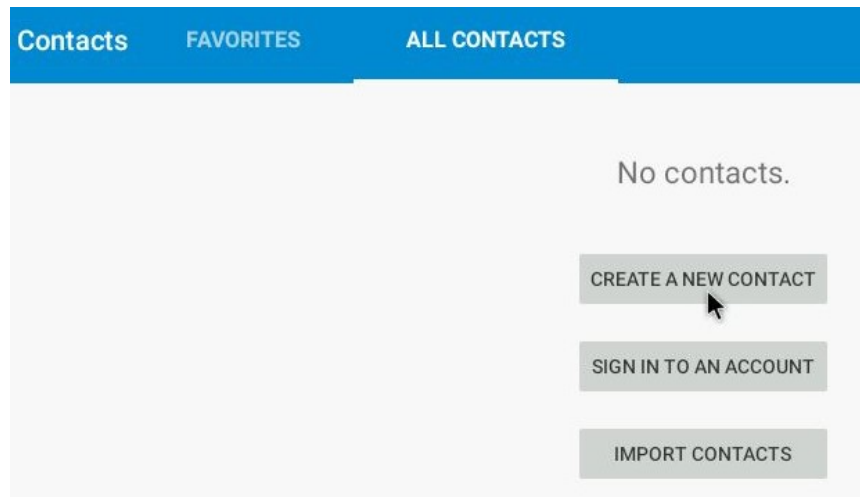 Contacts FAVORITES ALL CONTACTS
No contacts.
CREATE A NEW CONTACT
SIGN IN TO AN ACCOUNT
IMPORT CONTACTS